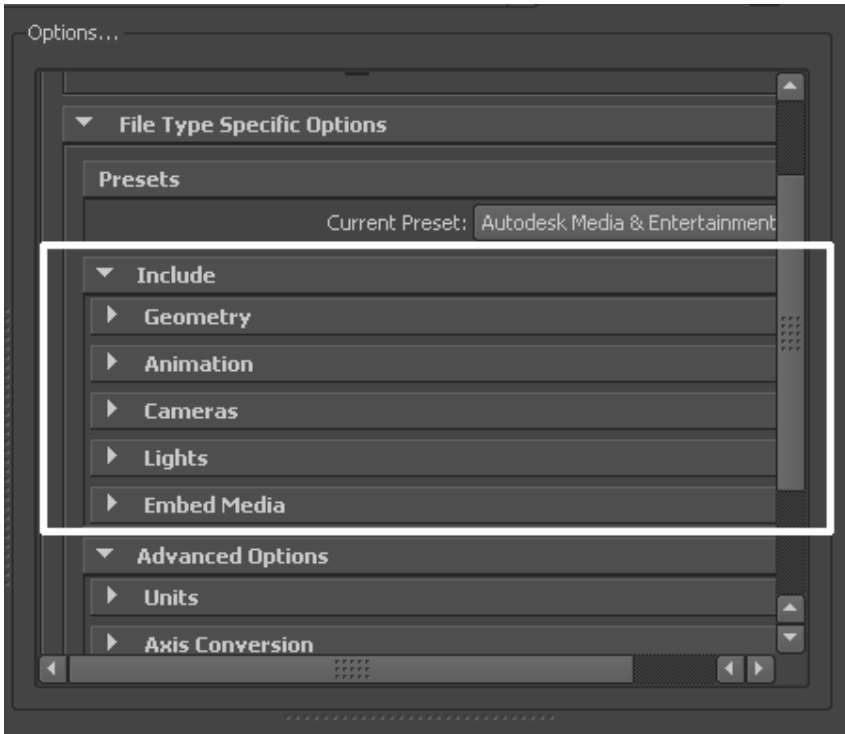 Options...
File Type Specific Options
Presets
Current Preset: Autodesk Media & Entertainment
Include
Geometry
Animation
Cameras
Lights
Embed Media
Advanced Options
Units
Axis Conversion